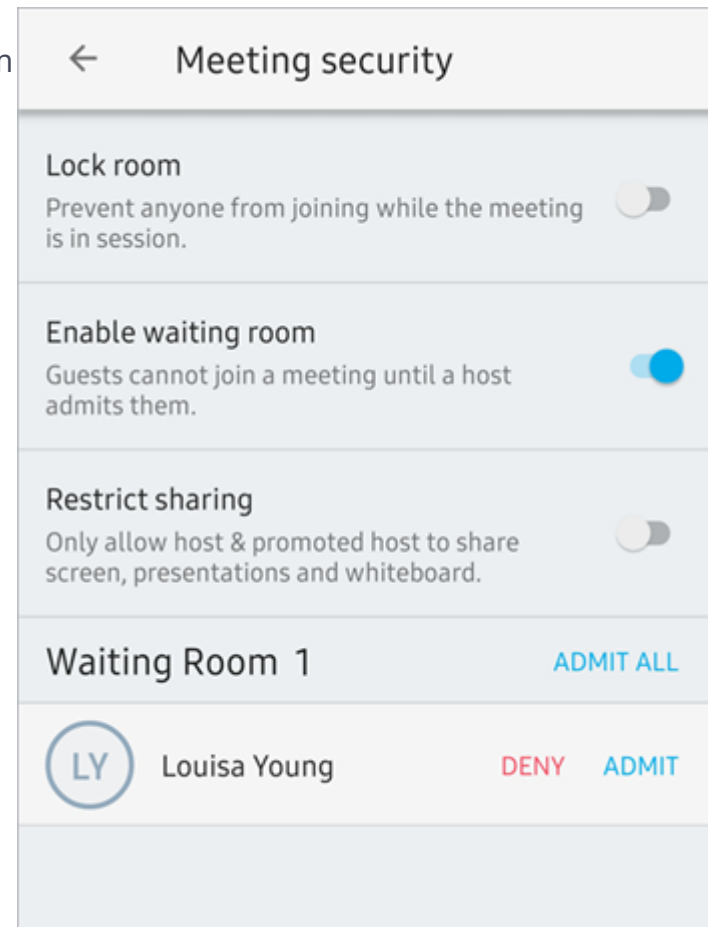 n
Meeting security
Lock room
Prevent anyone from joining while the meeting
is in session.
Enable waiting room
Guests cannot join a meeting until a host
admits them.
Restrict sharing
Only allow host & promoted host to share
screen, presentations and whiteboard.
Waiting Room 1 ADMIT ALL
LY Louisa Young DENY ADMIT